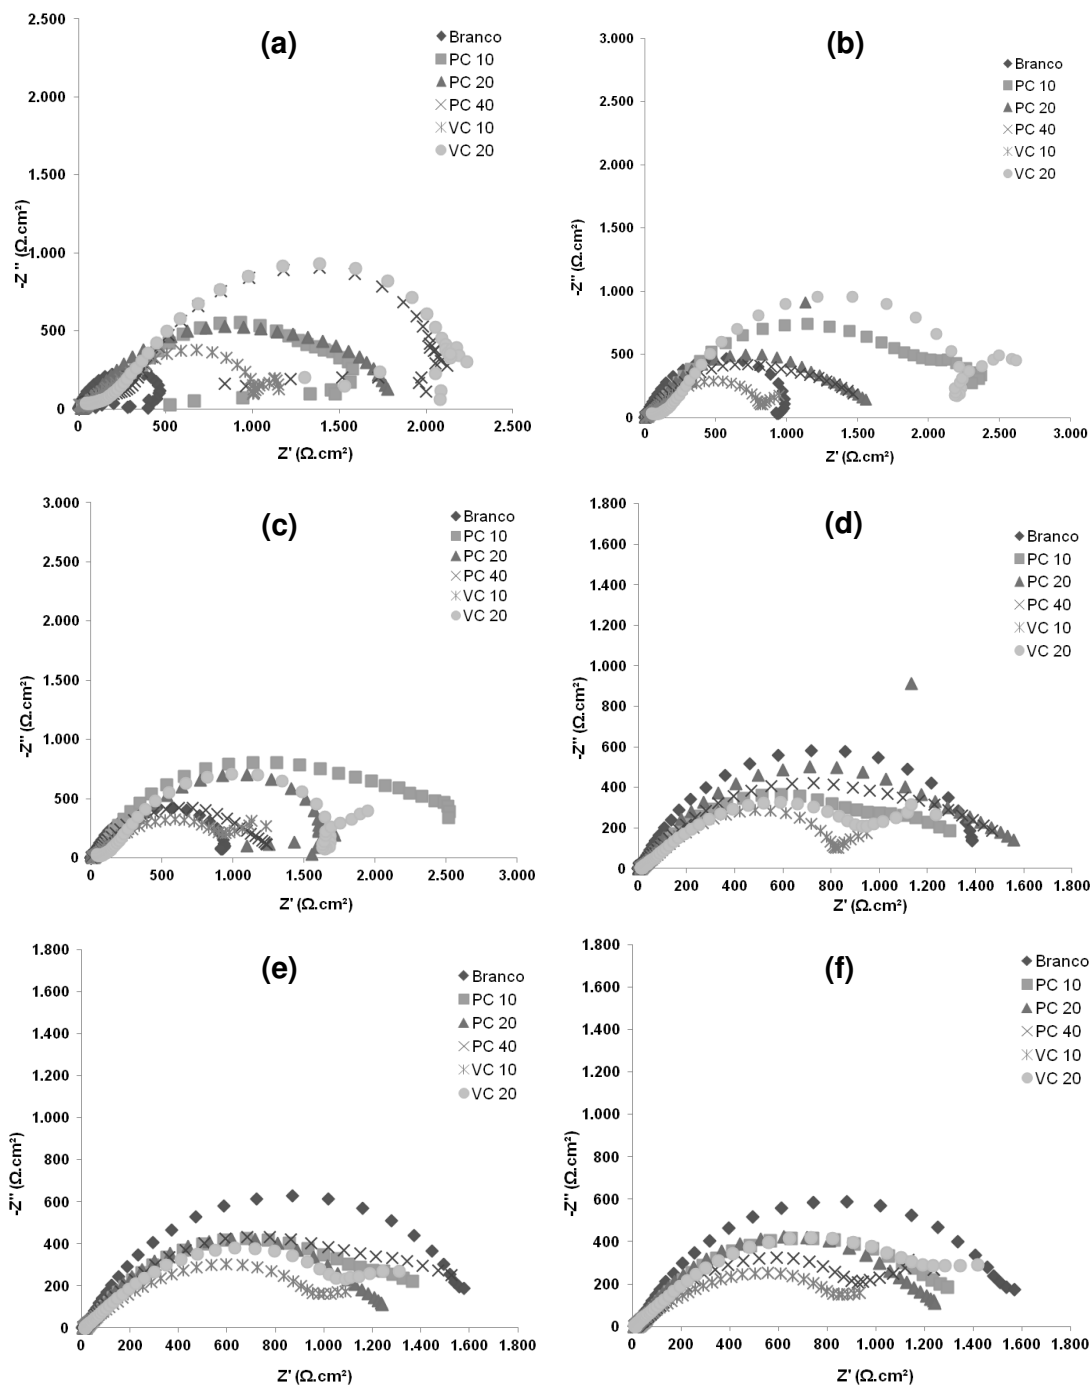 (a)
2.500
2.000
1.500
1.000
500
0
-Z'' (Ω.cm²)
0
500
1.000
1.500
2.000
2.500
Z' (Ω.cm²)
Branco
PC 10
PC 20
PC 40
VC 10
VC 20
(b)
3.000
2.500
2.000
1.500
1.000
500
0
-Z'' (Ω.cm²)
0
500
1.000
1.500
2.000
2.500
3.000
Z' (Ω.cm²)
Branco
PC 10
PC 20
PC 40
VC 10
VC 20
(c)
3.000
2.500
2.000
1.500
1.000
500
0
-Z'' (Ω.cm²)
0
500
1.000
1.500
2.000
2.500
3.000
Z' (Ω.cm²)
Branco
PC 10
PC 20
PC 40
VC 10
VC 20
(d)
1.800
1.600
1.400
1.200
1.000
800
600
400
200
0
-Z'' (Ω.cm²)
0
200
400
600
800
1.000
1.200
1.400
1.600
1.800
Z' (Ω.cm²)
Branco
PC 10
PC 20
PC 40
VC 10
VC 20
(e)
1.800
1.600
1.400
1.200
1.000
800
600
400
200
0
-Z'' (Ω.cm²)
0
200
400
600
800
1.000
1.200
1.400
1.600
1.800
Z' (Ω.cm²)
Branco
PC 10
PC 20
PC 40
VC 10
VC 20
(f)
1.800
1.600
1.400
1.200
1.000
800
600
400
200
0
-Z'' (Ω.cm²)
0
200
400
600
800
1.000
1.200
1.400
1.600
1.800
Z' (Ω.cm²)
Branco
PC 10
PC 20
PC 40
VC 10
VC 20